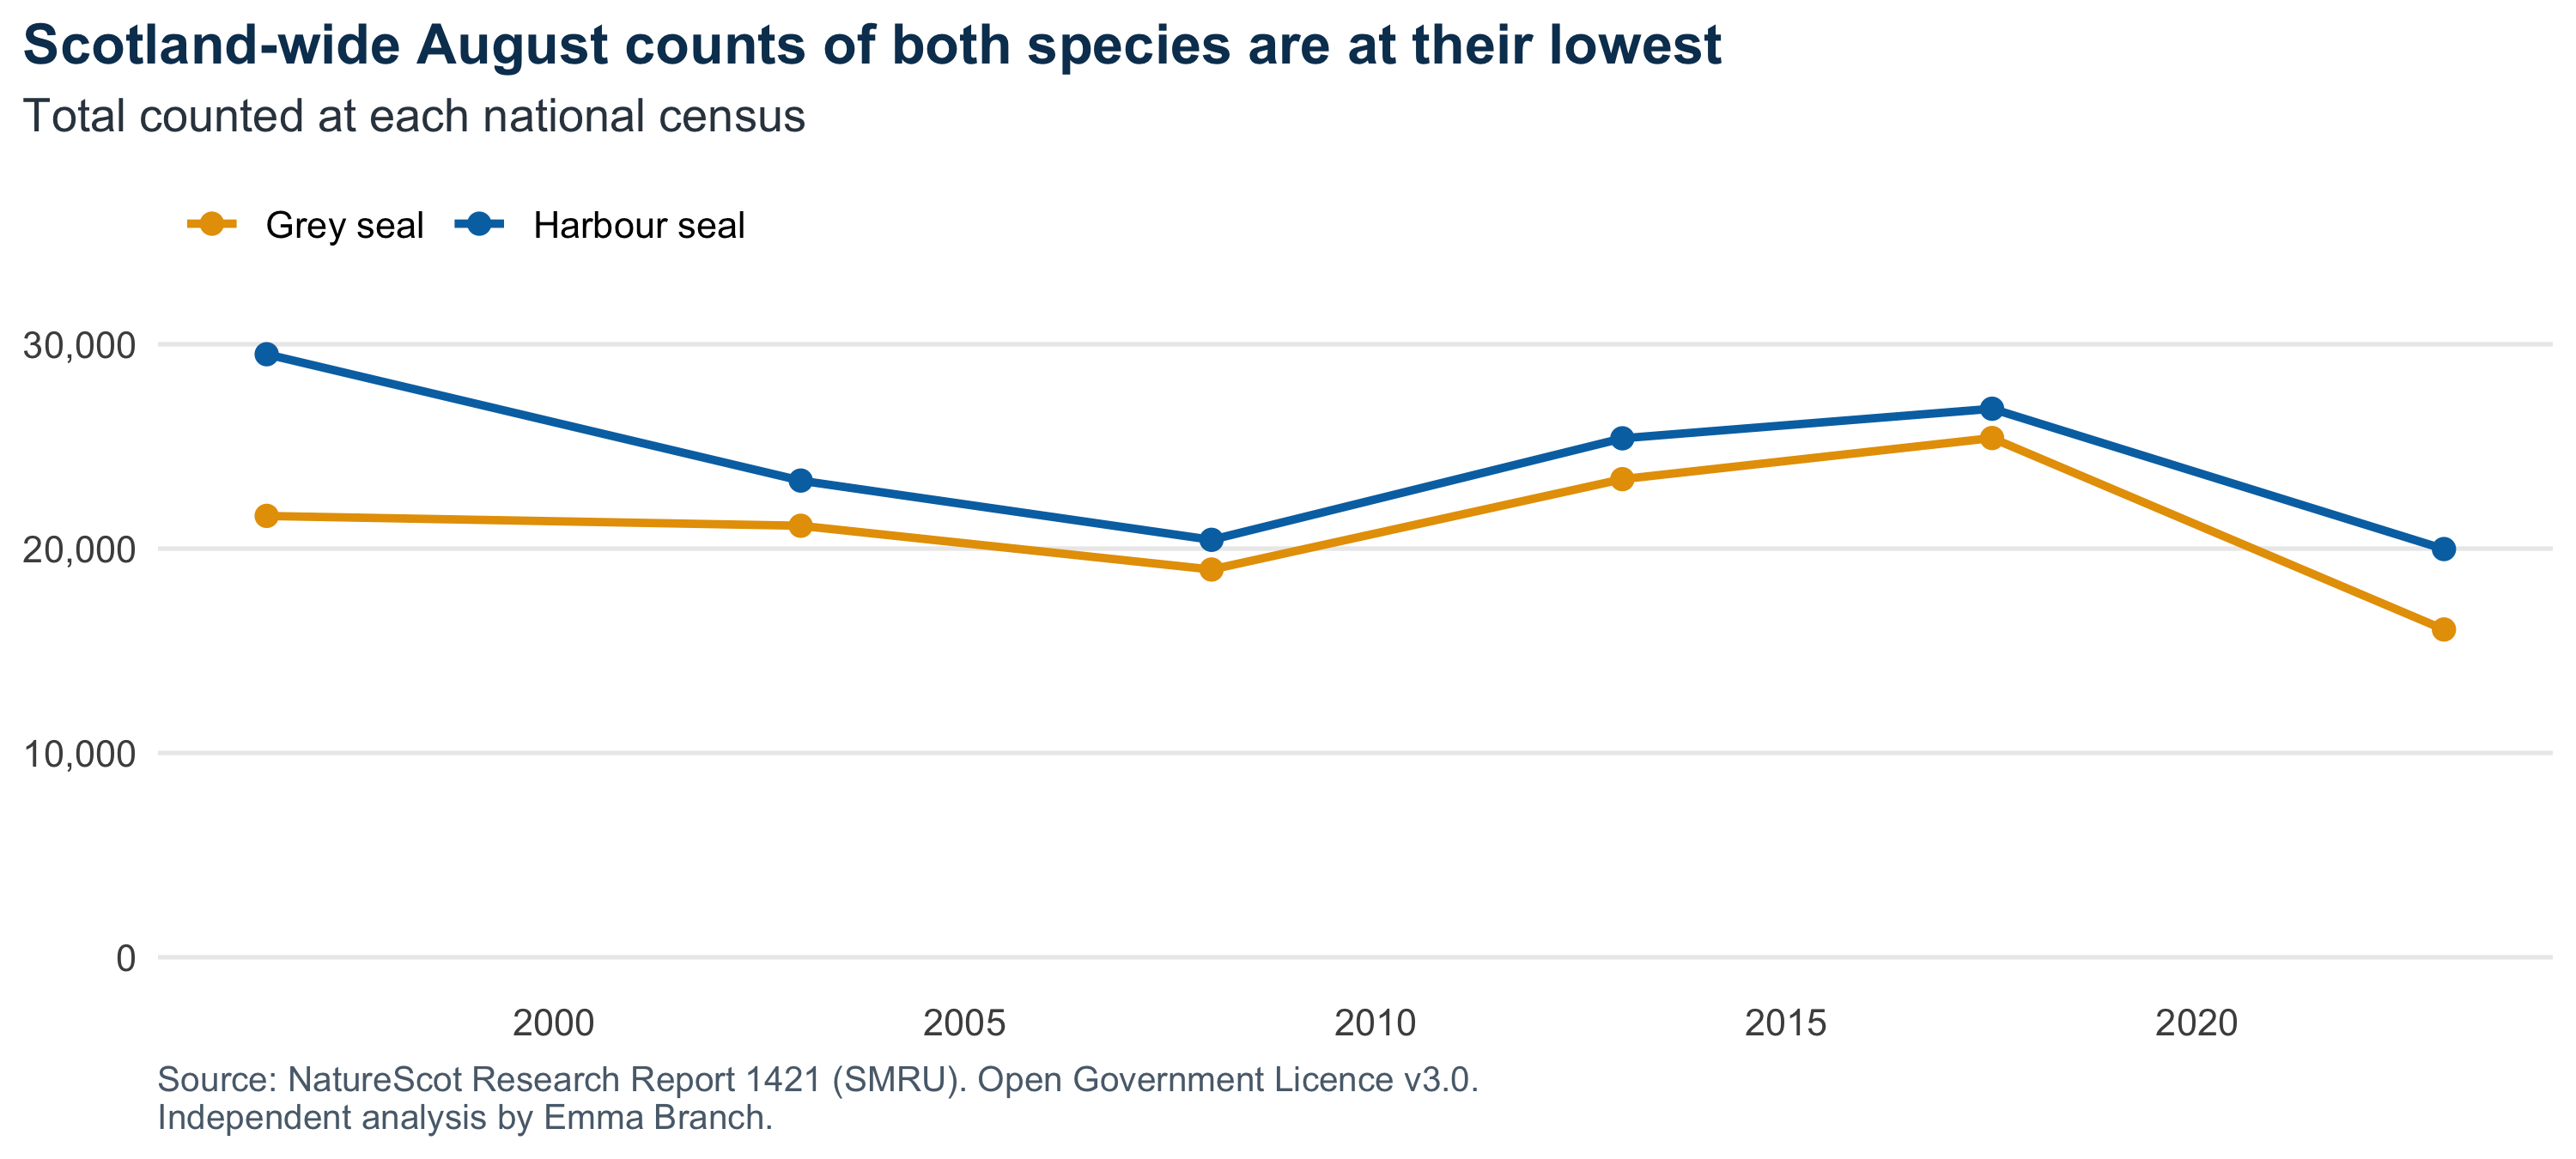 Scotland-wide August counts of both species are at their lowest
Total counted at each national census
Grey seal Harbour seal
30,000
20,000
10,000
0
2000 2005 2010 2015 2020
Source: NatureScot Research Report 1421 (SMRU). Open Government Licence v3.0.
Independent analysis by Emma Branch.